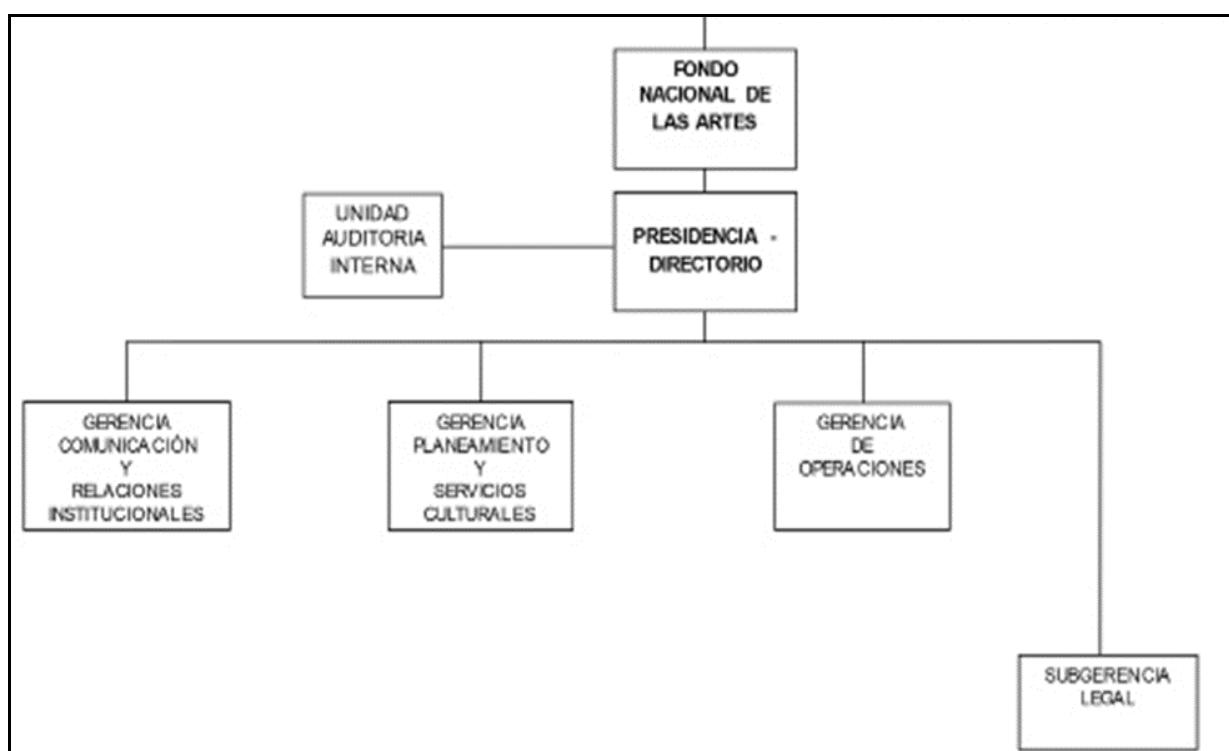 FONDO
NACIONAL DE
LAS ARTES
UNIDAD
AUDITORIA
INTERNA
PRESIDENCIA -
DIRECTORIO
GERENCIA
COMUNICACIÓN
Y
RELACIONES
INSTITUCIONALES
GERENCIA
PLANEAMIENTO
Y
SERVICIOS
CULTURALES
GERENCIA
DE
OPERACIONES
SUBGERENCIA
LEGAL